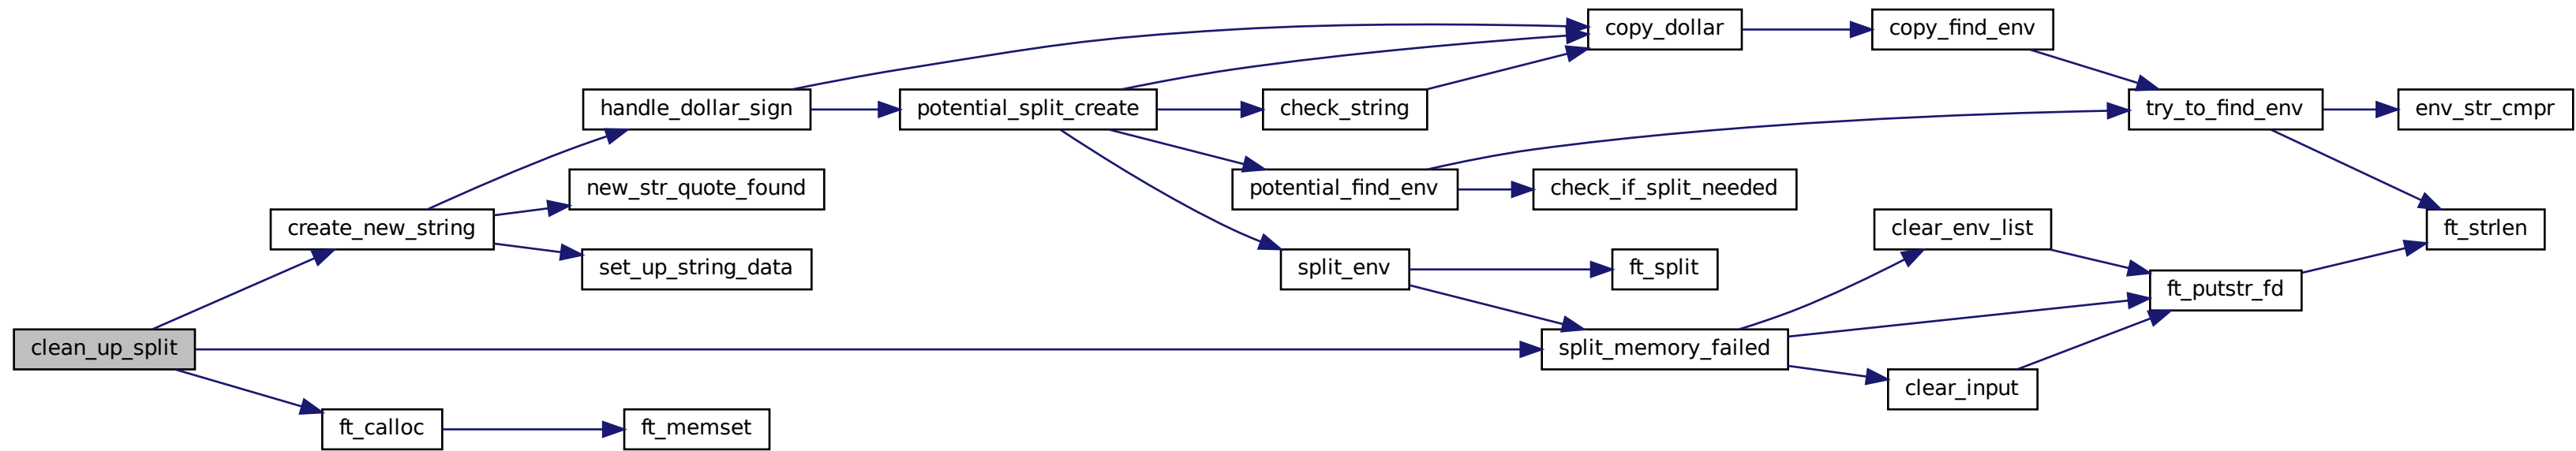 copy_dollar
copy_find_env
handle_dollar_sign
potential_split_create
check_string
try_to_find_env
env_str_cmpr
new_str_quote_found
potential_find_env
check_if_split_needed
create_new_string
clear_env_list
ft_strlen
set_up_string_data
split_env
ft_split
ft_putstr_fd
clean_up_split
split_memory_failed
clear_input
ft_calloc
ft_memset